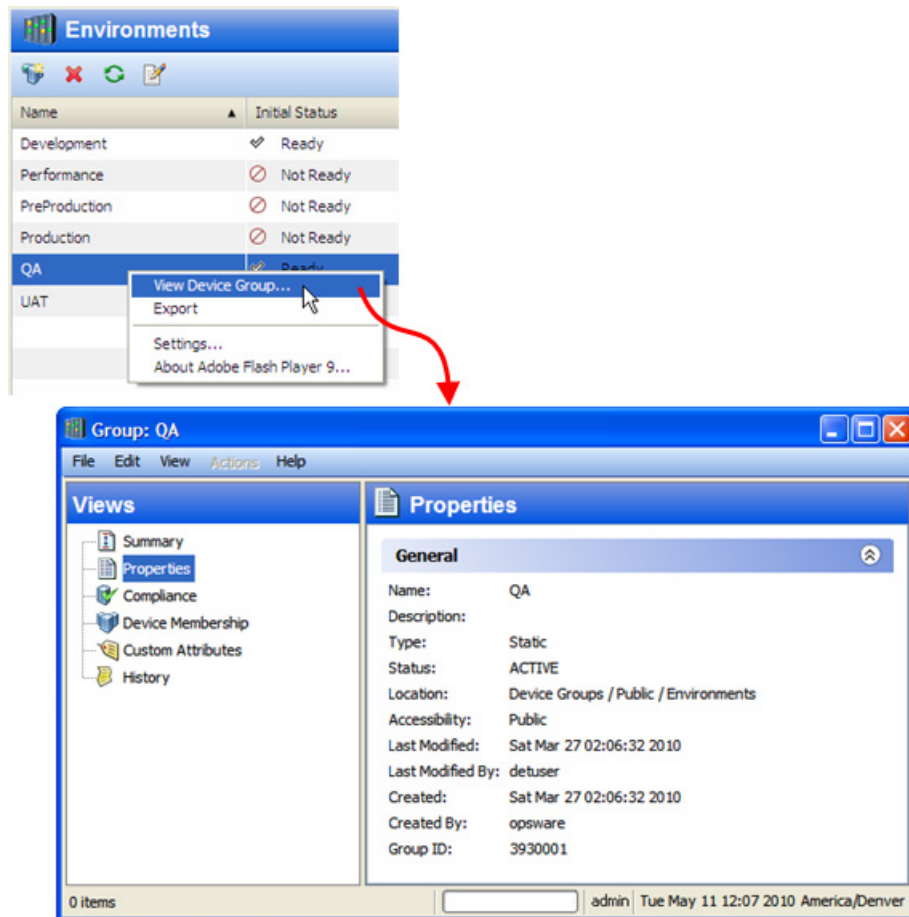 Environments
Name Initial Status
Development Ready
Performance Not Ready
PreProduction Not Ready
Production Not Ready
QA Ready
UAT
View Device Group...
Export
Settings...
About Adobe Flash Player 9...
Group: QA
File Edit View Actions Help
Views
Summary
Properties
Compliance
Device Membership
Custom Attributes
History
Properties
General
Name: QA
Description:
Type: Static
Status: ACTIVE
Location: Device Groups / Public / Environments
Accessibility: Public
Last Modified: Sat Mar 27 02:06:32 2010
Last Modified By: detuser
Created: Sat Mar 27 02:06:32 2010
Created By: opsware
Group ID: 3930001
0 items admin Tue May 11 12:07 2010 America/Denver